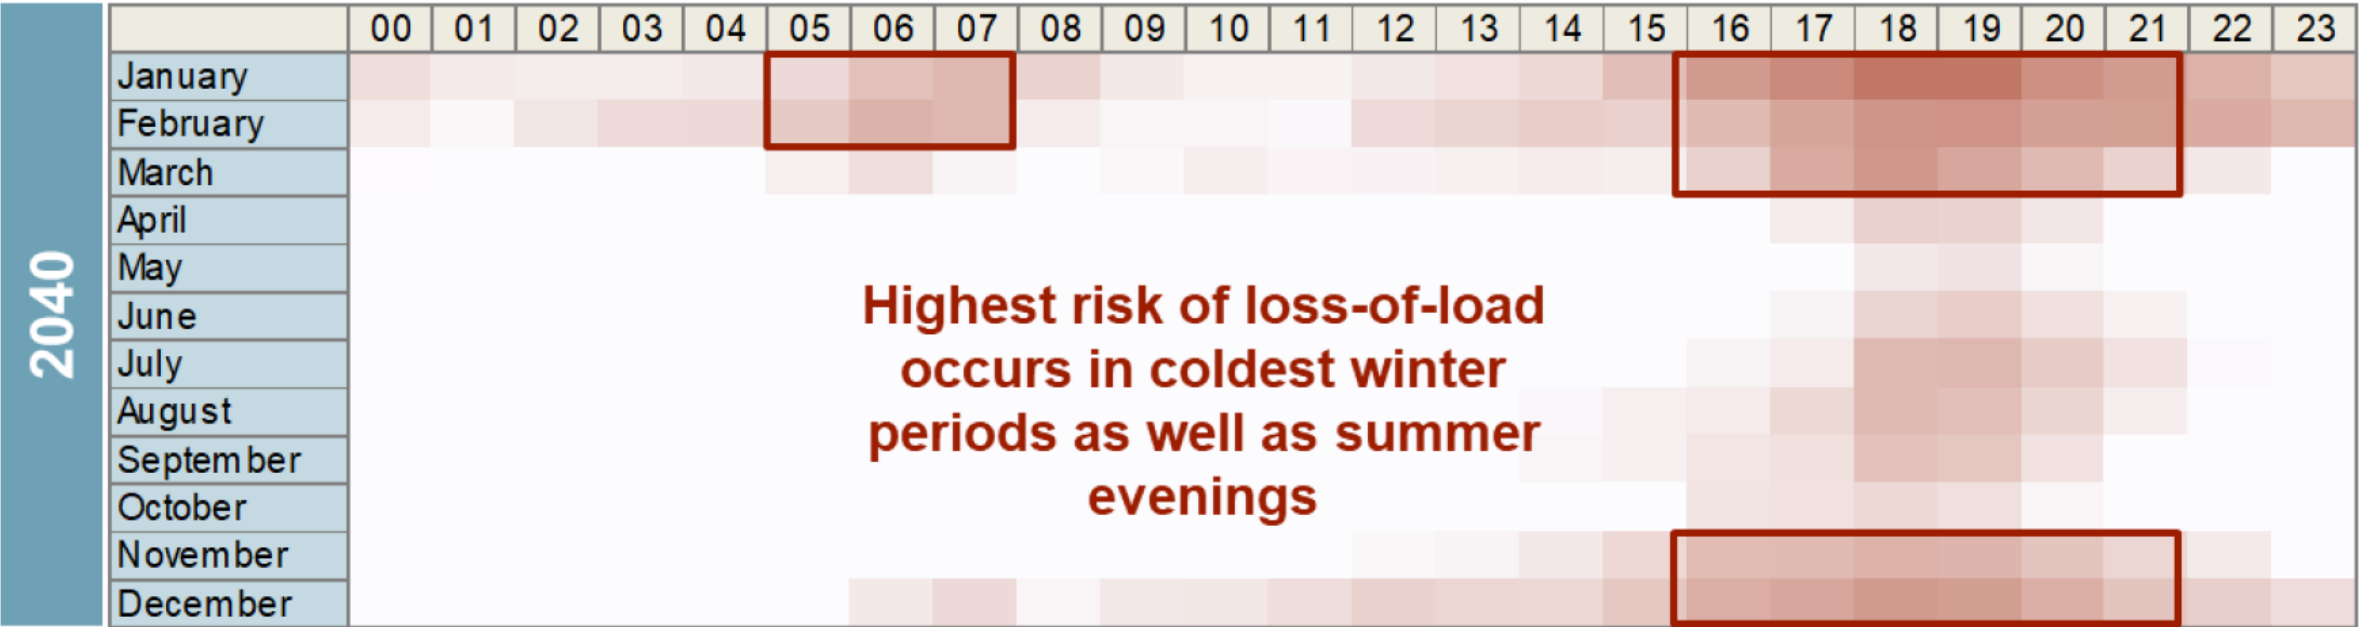 00 01 02 03 04 05 06 07 08 09 10 11 12 13 14 15 16 17 18 19 20 21 22 23
2040
January
February
March
April
May
June
July
August
September
October
November
December
Highest risk of loss-of-load
occurs in coldest winter
periods as well as summer
evenings